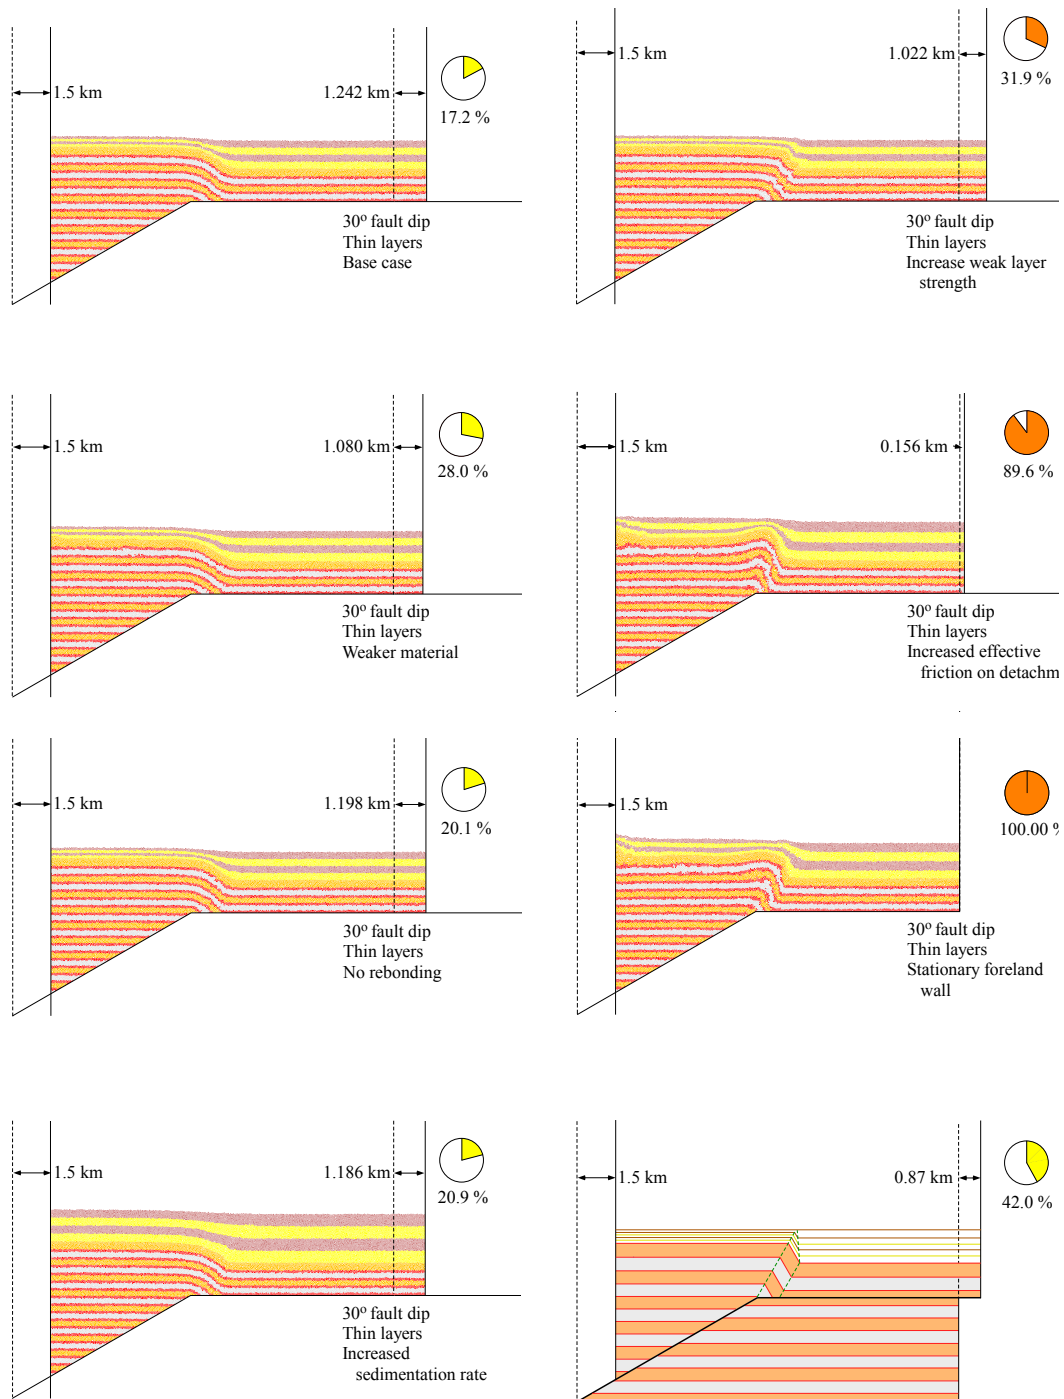 1.5 km
1.242 km
17.2 %
30º fault dip
Thin layers
Base case
1.5 km
1.022 km
31.9 %
30º fault dip
Thin layers
Increase weak layer
strength
1.5 km
1.080 km
28.0 %
30º fault dip
Thin layers
Weaker material
1.5 km
0.156 km
89.6 %
30º fault dip
Thin layers
Increased effective
friction on detachm
1.5 km
1.198 km
20.1 %
30º fault dip
Thin layers
No rebonding
1.5 km
100.00 %
30º fault dip
Thin layers
Stationary foreland
wall
1.5 km
1.186 km
20.9 %
30º fault dip
Thin layers
Increased
sedimentation rate
1.5 km
0.87 km
42.0 %